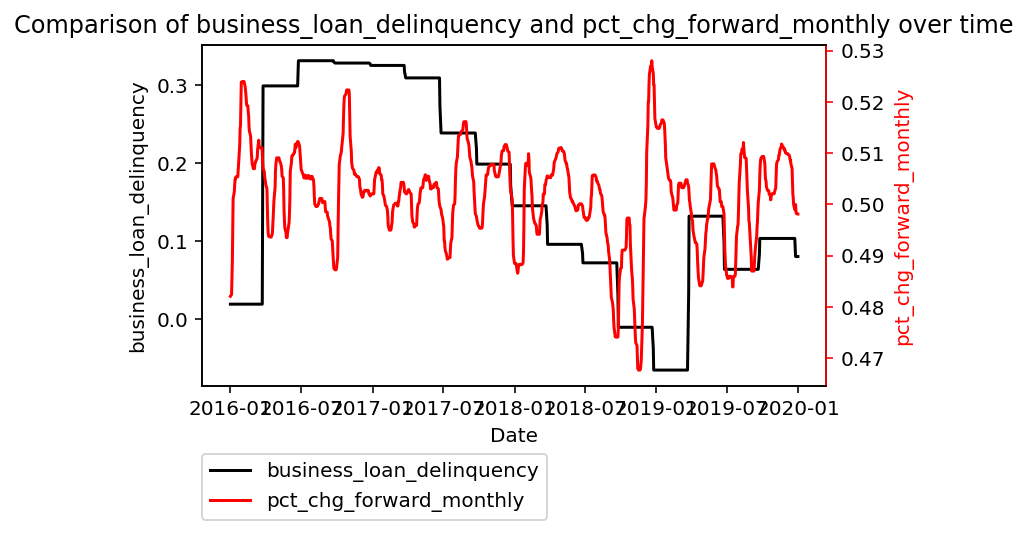 Comparison of business_loan_delinquency and pct_chg_forward_monthly over time
business_loan_delinquency
0.3
0.2
0.1
0.0
0.53
0.52
0.51
0.50
0.49
0.48
0.47
pct_chg_forward_monthly
2016-01 2016-07 2017-01 2017-07 2018-01 2018-07 2019-01 2019-07 2020-01
Date
business_loan_delinquency
pct_chg_forward_monthly